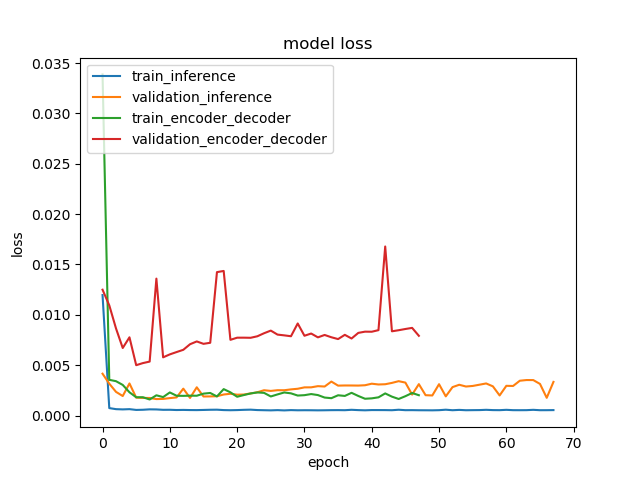 model loss
train_inference
validation_inference
train_encoder_decoder
validation_encoder_decoder
loss
0.035
0.030
0.025
0.020
0.015
0.010
0.005
0.000
0 10 20 30 40 50 60 70
epoch